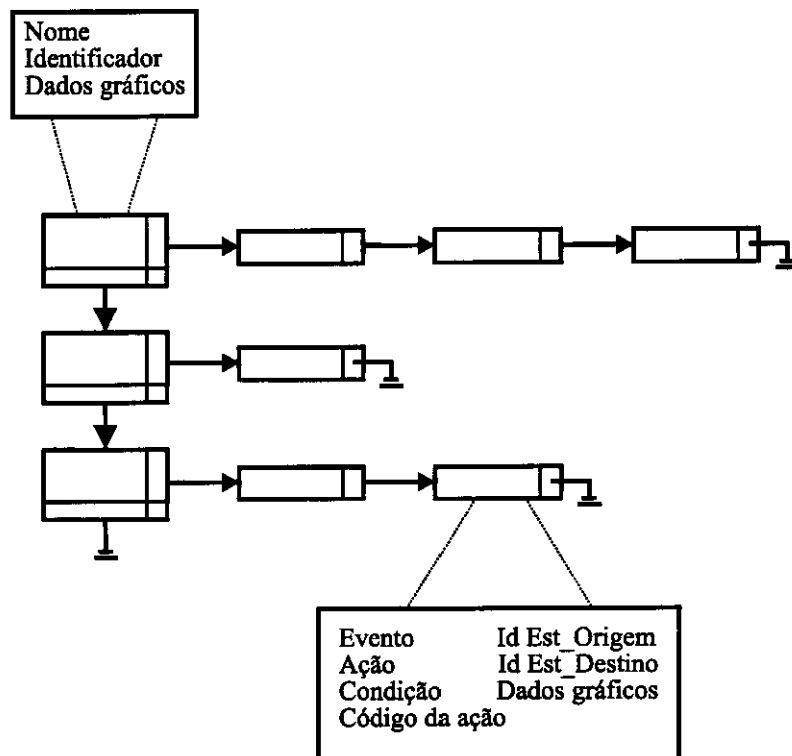 Nome
Identificador
Dados gráficos
Evento Id Est_Origem
Ação Id Est_Destino
Condição Dados gráficos
Código da ação